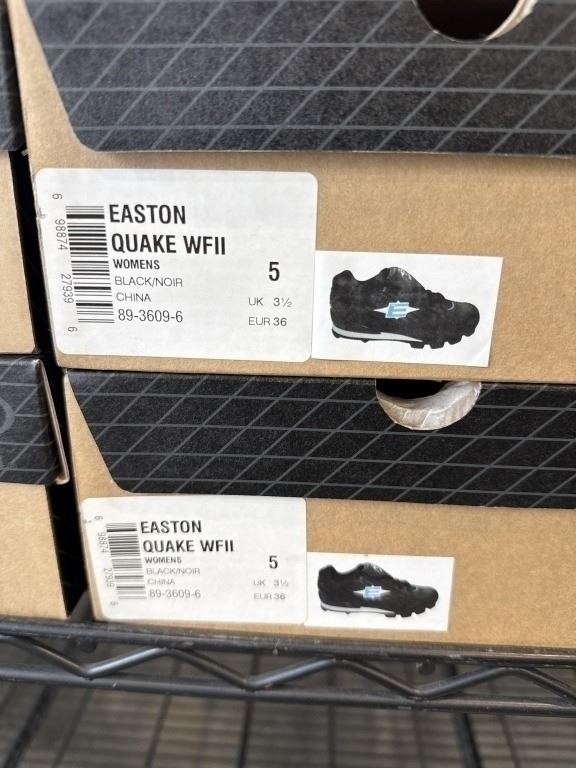 EASTON
QUAKE WFII
WOMENS
BLACK/NOIR
CHINA
89-3609-6
5
UK 3½
EUR 36
6 98874 27939 6
E
EASTON
QUAKE WFII
WOMENS
BLACK/NOIR
CHINA
89-3609-6
5
UK 3½
EUR 36
6 98874 27939 6
E